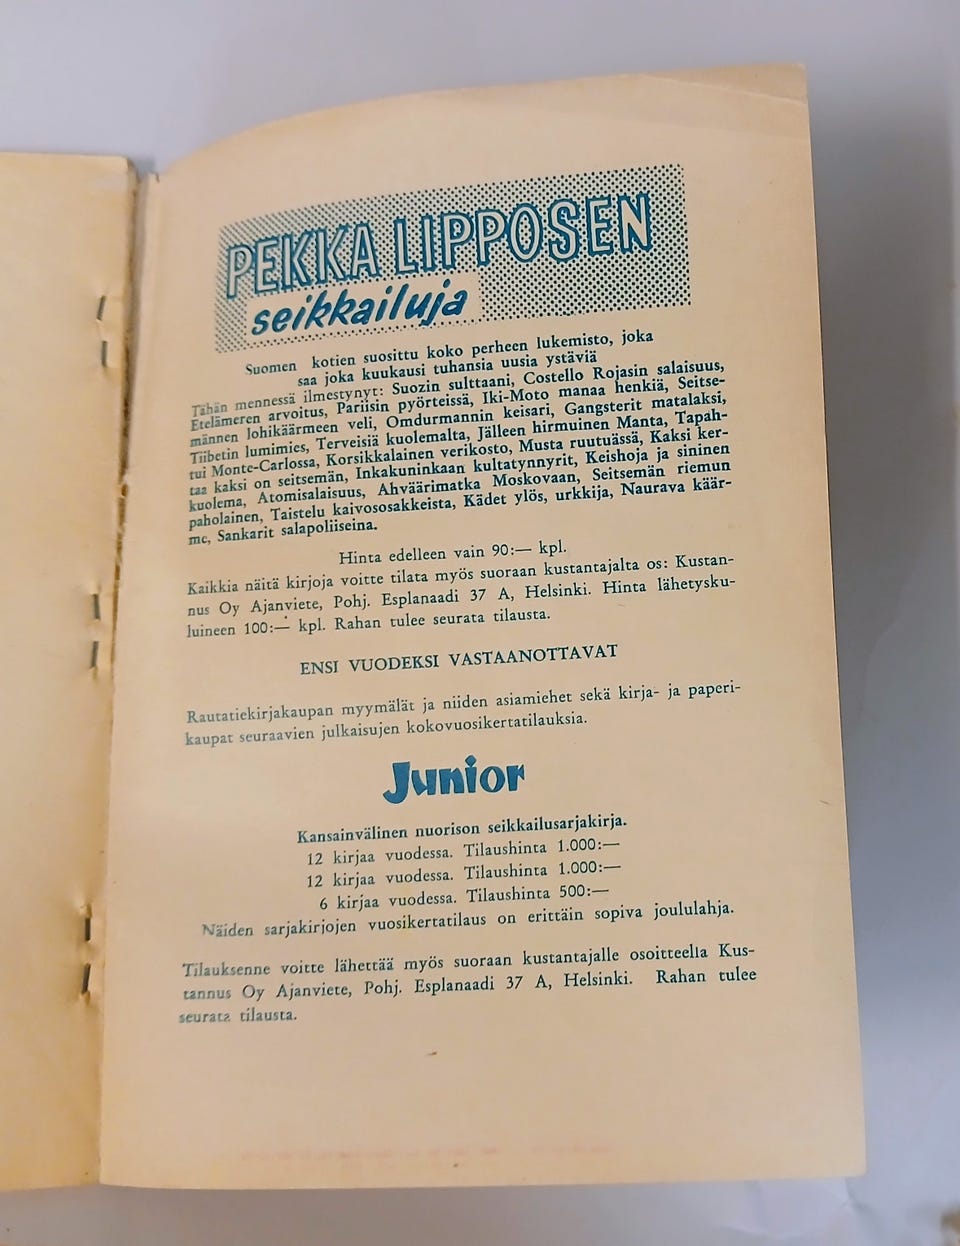 PEKKA LIPPOSEN
seikkailuja
Suomen kotien suosittu koko perheen lukemisto, joka
saa joka kuukausi tuhansia uusia ystäviä
Tähän mennessä ilmestynyt: Suozin sulttaani, Costello Rojasin salaisuus,
Etelämeren arvoitus, Pariisin pyörteissä, Iki-Moto manaa henkiä, Seitse-
männen lohikäärmeen veli, Omdurmannin keisari, Gangsterit matalaksi,
Tiibetin lumimies, Terveisiä kuolemalta, Jälleen hirmuinen Manta, Tapah-
tui Monte-Carlossa, Korsikkalainen verikosto, Musta ruutuässä, Kaksi ker-
taa kaksi on seitsemän, Inkakuninkaan kultatynnyrit, Keishoja ja sininen
kuolema, Atomisalaisuus, Ahväärimatka Moskovaan, Seitsemän riemun
paholainen, Taistelu kaivososakkeista, Kädet ylös, urkkija, Naurava käär-
me, Sankarit salapoliiseina.
Hinta edelleen vain 90:— kpl.
Kaikkia näitä kirjoja voitte tilata myös suoraan kustantajalta os: Kustan-
nus Oy Ajanviete, Pohj. Esplanaadi 37 A, Helsinki. Hinta lähetysku-
luineen 100:— kpl. Rahan tulee seurata tilausta.
ENSI VUODEKSI VASTAANOTTAVAT
Rautatiekirjakaupan myymälät ja niiden asiamiehet sekä kirja- ja paperi-
kaupat seuraavien julkaisujen kokovuosikertatilauksia.
Junior
Kansainvälinen nuorison seikkailusarjakirja.
12 kirjaa vuodessa. Tilaushinta 1.000:—
12 kirjaa vuodessa. Tilaushinta 1.000:—
6 kirjaa vuodessa. Tilaushinta 500:—
Näiden sarjakirjojen vuosikertatilaus on erittäin sopiva joululahja.
Tilauksenne voitte lähettää myös suoraan kustantajalle osoitteella Kus-
tannus Oy Ajanviete, Pohj. Esplanaadi 37 A, Helsinki. Rahan tulee
seurata tilausta.